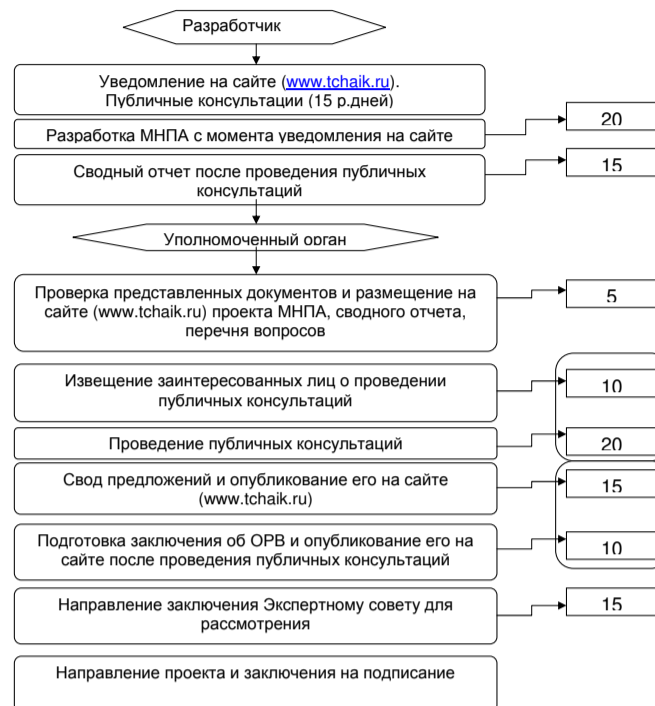 Разработчик
Уведомление на сайте (www.tchaik.ru).
Публичные консультации (15 р.дней)
Разработка МНПА с момента уведомления на сайте
20
Сводный отчет после проведения публичных
консультаций
15
Уполномоченный орган
Проверка представленных документов и размещение на
сайте (www.tchaik.ru) проекта МНПА, сводного отчета,
перечня вопросов
5
Извещение заинтересованных лиц о проведении
публичных консультаций
10
Проведение публичных консультаций
20
Свод предложений и опубликование его на сайте
(www.tchaik.ru)
15
Подготовка заключения об ОРВ и опубликование его на
сайте после проведения публичных консультаций
10
Направление заключения Экспертному совету для
рассмотрения
15
Направление проекта и заключения на подписание